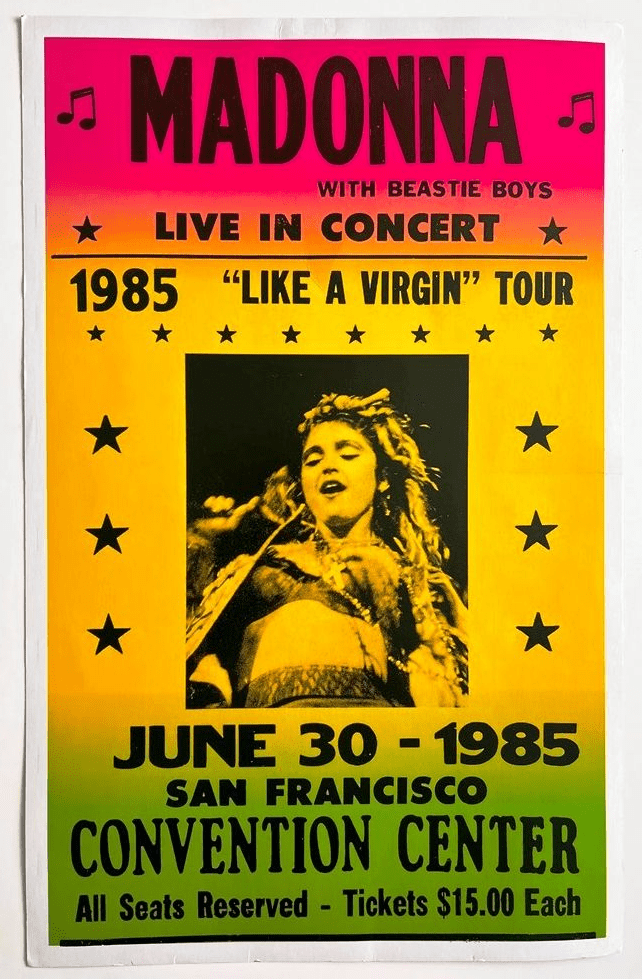 MADONNA
WITH BEASTIE BOYS
LIVE IN CONCERT
1985 “LIKE A VIRGIN” TOUR
JUNE 30 - 1985
SAN FRANCISCO
CONVENTION CENTER
All Seats Reserved - Tickets $15.00 Each